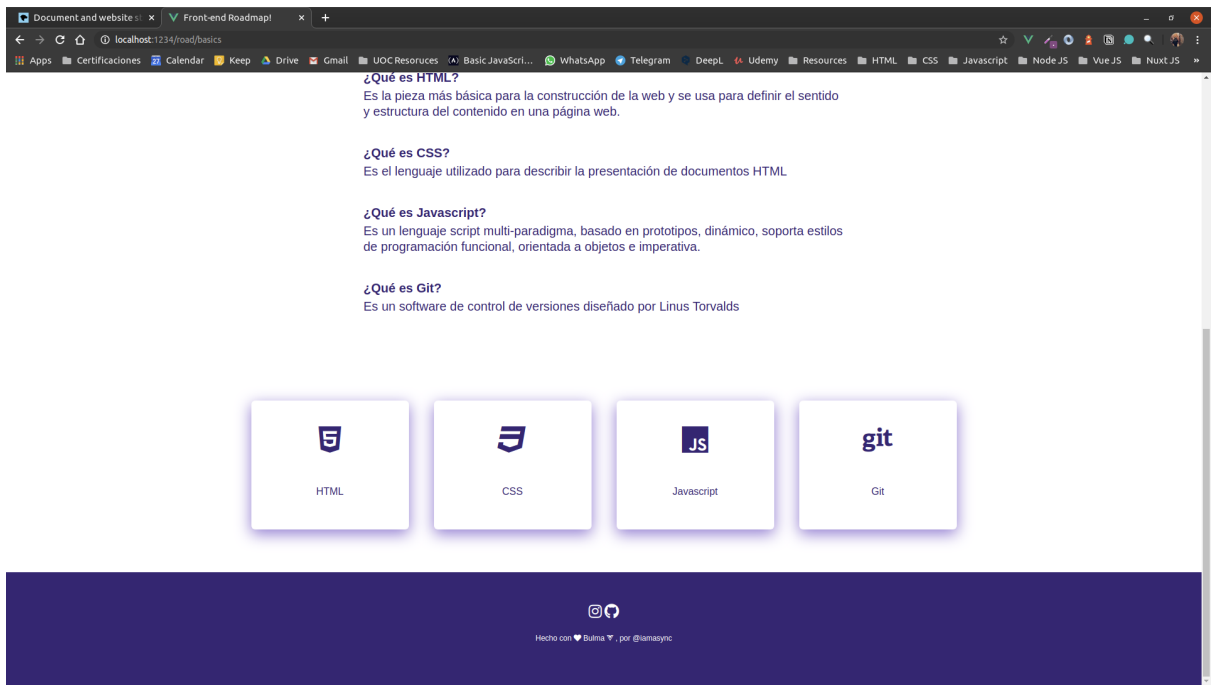 Document and website st
Front-end Roadmap!
localhost:1234/road/basics
Apps Certificaciones 27 Calendar Keep Drive Gmail UOC Resoruces (A) Basic JavaScri... WhatsApp Telegram DeepL Udemy Resources HTML CSS Javascript Node JS Vue JS Nuxt JS »
¿Qué es HTML?
Es la pieza más básica para la construcción de la web y se usa para definir el sentido
y estructura del contenido en una página web.
¿Qué es CSS?
Es el lenguaje utilizado para describir la presentación de documentos HTML
¿Qué es Javascript?
Es un lenguaje script multi-paradigma, basado en prototipos, dinámico, soporta estilos
de programación funcional, orientada a objetos e imperativa.
¿Qué es Git?
Es un software de control de versiones diseñado por Linus Torvalds
5 JS git
HTML CSS Javascript Git
Hecho con Bulma , por @iamasync